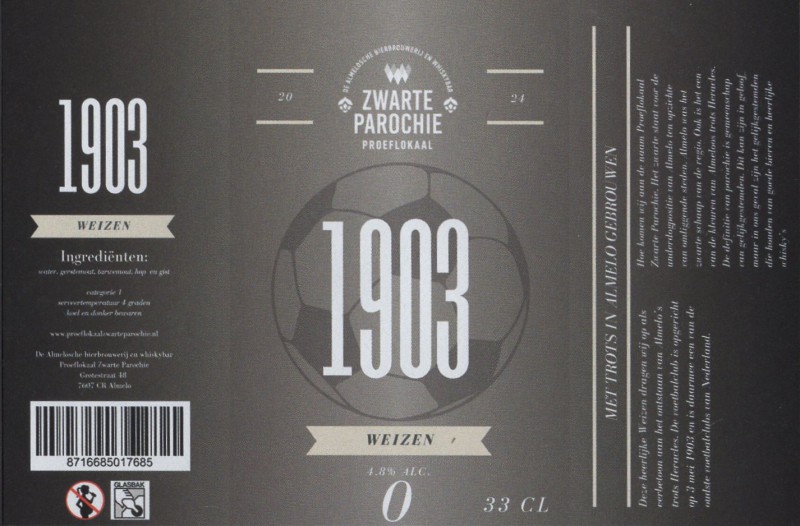 1903
WEIZEN
Ingrediënten:
water, gerstemout, tarwemout, hop en gist
categorie 1
serveertemperatuur 4 graden
koel en donker bewaren
www.proeflokaalzwarteparochie.nl
De Almelosche bierbrouwerij en whiskybar
Proeflokaal Zwarte Parochie
Grotestraat 48
7607 CR Almelo
8716685017685
GLASBAK
DE ALMELOSCHE BIERBROUWERIJ EN WHISKYBAR
20 24
ZWARTE
PAROCHIE
PROEFLOKAAL
1903
WEIZEN
4,8% ALC.
0 33 CL
MET TROTS IN ALMELO GEBROUWEN
Hoe komen wij aan de naam Proeflokaal
Zwarte Parochie. Het zwarte staat voor de
underdogpositie van Almelo ten opzichte
van omliggende steden. Almelo was het
zwarte schaap van de regio. Ook is het een
van de kleuren van Almeloos trots Heracles.
De definitie van parochie is gemeenschap
van gelijkgestemden. Dit kan zijn in geloof,
maar in ons geval zijn het gelijkgestemden
die houden van goede bieren en heerlijke
whisky's
Deze heerlijke Weizen dragen wij op als
eerbetoon aan het ontstaan van Almelo's
trots Heracles. De voetbalclub is opgericht
op 3 mei 1903 en is daarmee een van de
oudste voetbalclubs van Nederland.